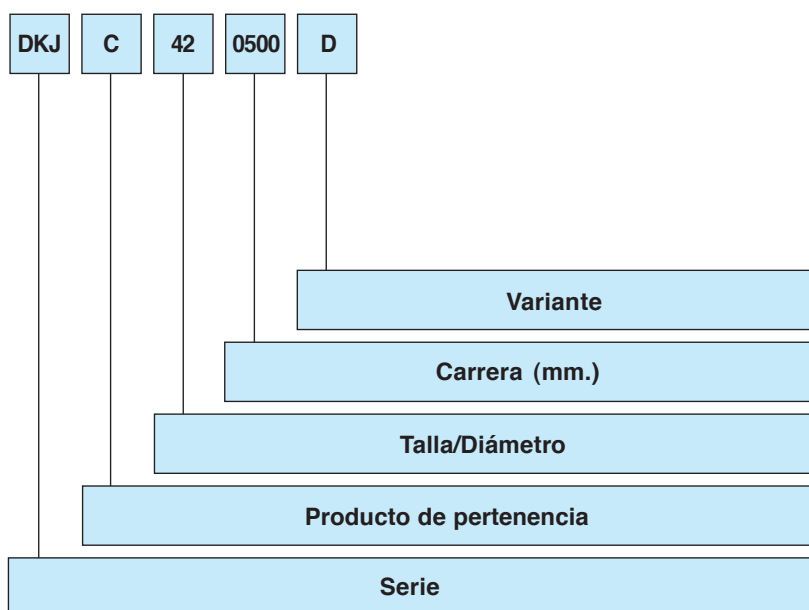 DKJ C 42 0500 D
Variante
Carrera (mm.)
Talla/Diámetro
Producto de pertenencia
Serie